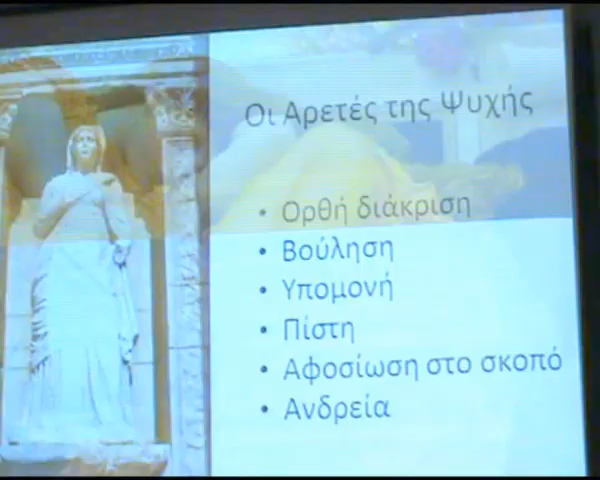 Οι Αρετές της Ψυχής
• Ορθή διάκριση
• Βούληση
• Υπομονή
• Πίστη
• Αφοσίωση στο σκοπό
• Ανδρεία